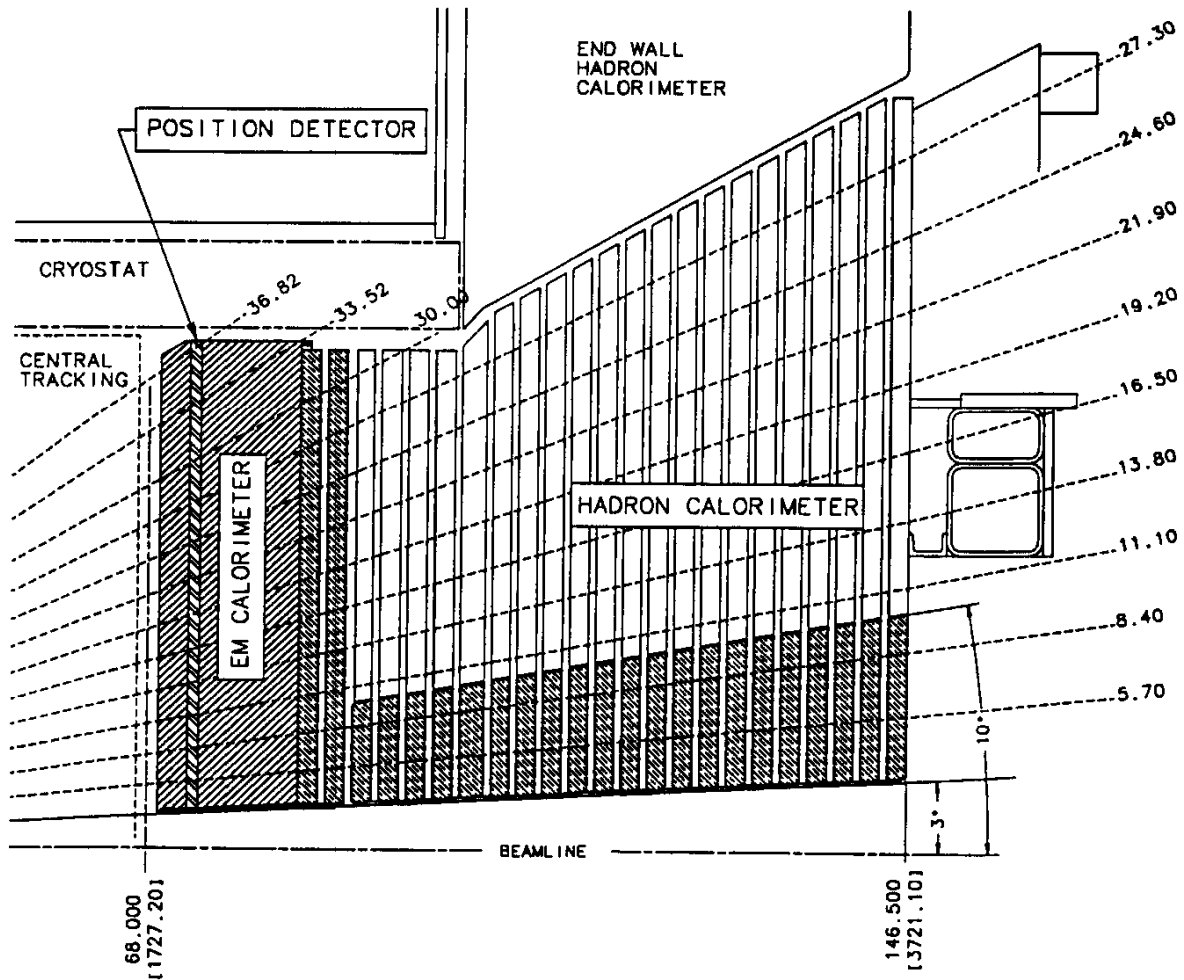 END WALL
HADRON
CALORIMETER
27.30
POSITION DETECTOR
24.60
21.90
CRYOSTAT
36.82
33.52
30.00
19.20
CENTRAL
TRACKING
16.50
EM CALORIMETER
HADRON CALORIMETER
13.80
11.10
8.40
5.70
10°
3°
BEAMLINE
68.000
[1727.20]
146.500
[3721.10]